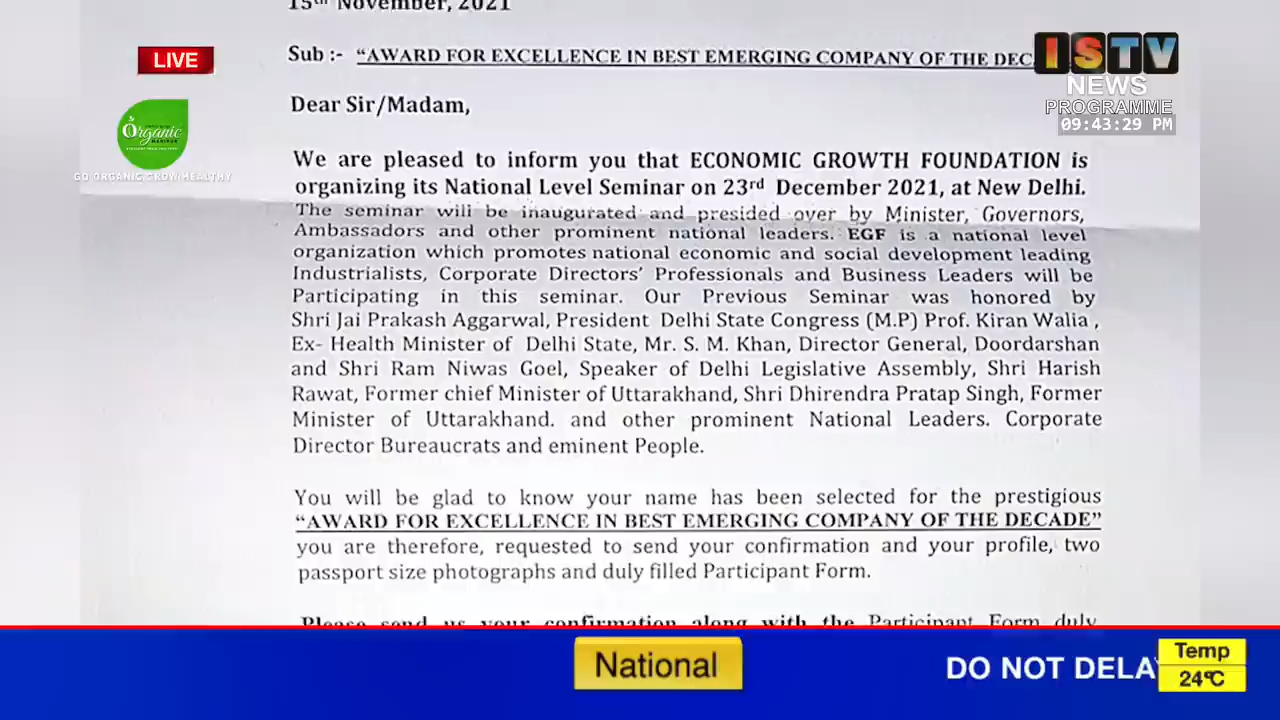 15th November, 2021
LIVE
Sub :- "AWARD FOR EXCELLENCE IN BEST EMERGING COMPANY OF THE DEC
ISTV
NEWS
PROGRAMME
09:43:29 PM
Dear Sir/Madam,
Organic
GO ORGANIC, GROW HEALTHY
We are pleased to inform you that ECONOMIC GROWTH FOUNDATION is
organizing its National Level Seminar on 23rd December 2021, at New Delhi.
The seminar will be inaugurated and presided over by Minister, Governors,
Ambassadors and other prominent national leaders. EGF is a national level
organization which promotes national economic and social development leading
Industrialists, Corporate Directors' Professionals and Business Leaders will be
Participating in this seminar. Our Previous Seminar was honored by
Shri Jai Prakash Aggarwal, President Delhi State Congress (M.P) Prof. Kiran Walia ,
Ex- Health Minister of Delhi State, Mr. S. M. Khan, Director General, Doordarshan
and Shri Ram Niwas Goel, Speaker of Delhi Legislative Assembly, Shri Harish
Rawat, Former chief Minister of Uttarakhand, Shri Dhirendra Pratap Singh, Former
Minister of Uttarakhand. and other prominent National Leaders. Corporate
Director Bureaucrats and eminent People.
You will be glad to know your name has been selected for the prestigious
"AWARD FOR EXCELLENCE IN BEST EMERGING COMPANY OF THE DECADE"
you are therefore, requested to send your confirmation and your profile, two
passport size photographs and duly filled Participant Form.
Please send us your confirmation along with the Participant Form duly
National
DO NOT DELA
Temp
24°C